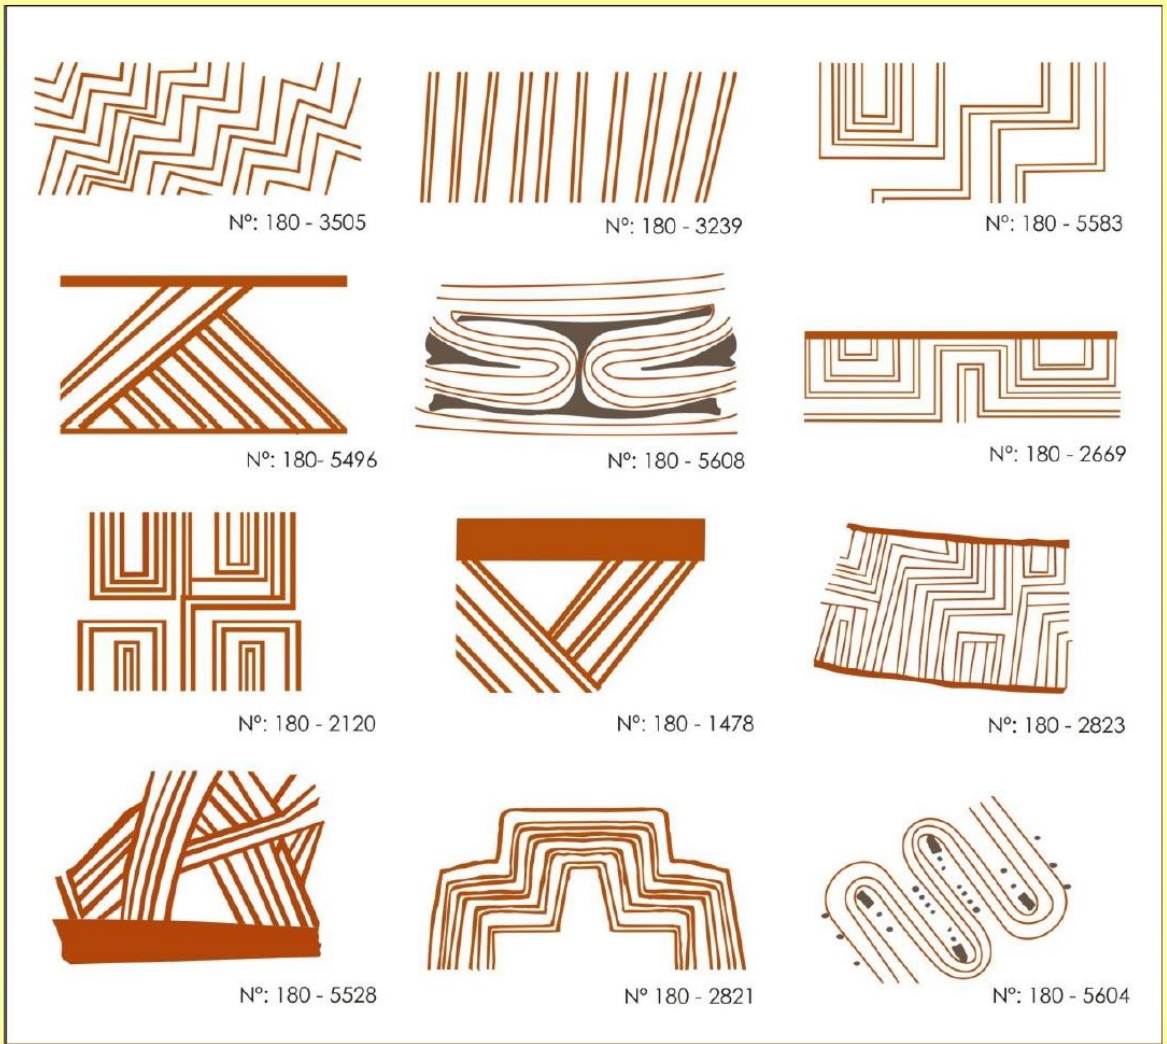 Nº: 180 - 3505
Nº: 180 - 3239
Nº: 180 - 5583
Nº: 180- 5496
Nº: 180 - 5608
Nº: 180 - 2669
Nº: 180 - 2120
Nº: 180 - 1478
Nº: 180 - 2823
Nº: 180 - 5528
Nº 180 - 2821
Nº: 180 - 5604